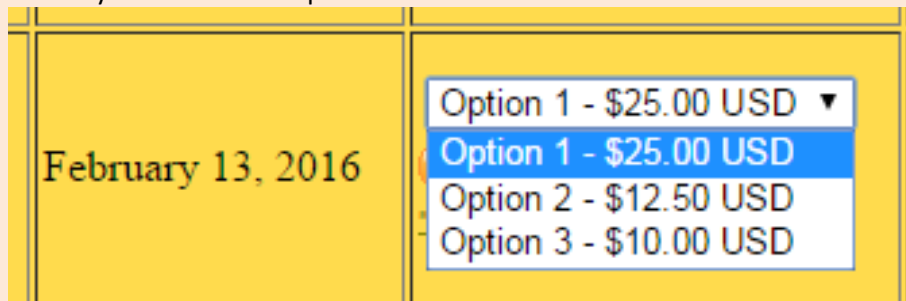 February 13, 2016
Option 1 - $25.00 USD
Option 1 - $25.00 USD
Option 2 - $12.50 USD
Option 3 - $10.00 USD